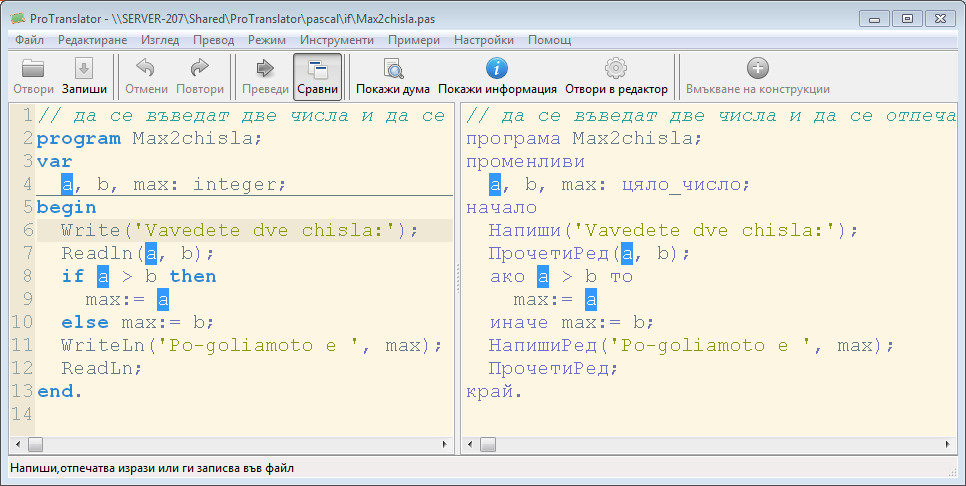 ProTranslator - \\SERVER-207\Shared\ProTranslator\pascal\if\Max2chisla.pas
Файл Редактиране Изглед Превод Режим Инструменти Примери Настройки Помощ
Отвори Запиши Отмени Повтори Преведи Сравни Покажи дума Покажи информация Отвори в редактор Вмъкване на конструкции
1 // да се въведат две числа и да се
2 program Max2chisla;
3 var
4 a, b, max: integer;
5 begin
6 Write('Vavedete dve chisla:');
7 Readln(a, b);
8 if a > b then
9 max:= a
10 else max:= b;
11 WriteLn('Po-goliamoto e ', max);
12 ReadLn;
13 end.
14
// да се въведат две числа и да се отпеча
програма Max2chisla;
променливи
a, b, max: цяло_число;
начало
Напиши('Vavedete dve chisla:');
ПрочетиРед(a, b);
ако a > b то
max:= a
иначе max:= b;
НапишиРед('Po-goliamoto e ', max);
ПрочетиРед;
край.
Напиши,отпечатва изрази или ги записва във файл